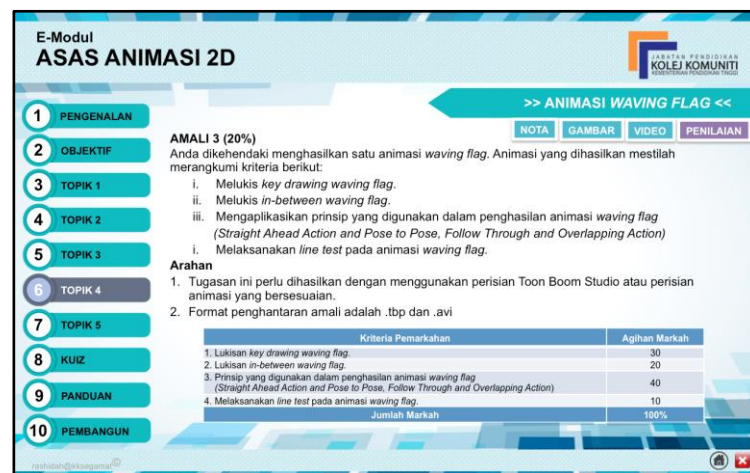 E-Modul
ASAS ANIMASI 2D
JABATAN PENDIDIKAN
KOLEJ KOMUNITI
KEMENTERIAN PENDIDIKAN TINGGI
>> ANIMASI WAVING FLAG <<
NOTA GAMBAR VIDEO PENILAIAN
1 PENGENALAN
2 OBJEKTIF
3 TOPIK 1
4 TOPIK 2
5 TOPIK 3
6 TOPIK 4
7 TOPIK 5
8 KUIZ
9 PANDUAN
10 PEMBANGUN
AMALI 3 (20%)
Anda dikehendaki menghasilkan satu animasi waving flag. Animasi yang dihasilkan mestilah
merangkumi kriteria berikut:
i. Melukis key drawing waving flag.
ii. Melukis in-between waving flag.
iii. Mengaplikasikan prinsip yang digunakan dalam penghasilan animasi waving flag
(Straight Ahead Action and Pose to Pose, Follow Through and Overlapping Action)
i. Melaksanakan line test pada animasi waving flag.
Arahan
1. Tugasan ini perlu dihasilkan dengan menggunakan perisian Toon Boom Studio atau perisian
animasi yang bersesuaian.
2. Format penghantaran amali adalah .tbp dan .avi
Kriteria Pemarkahan Agihan Markah
1. Lukisan key drawing waving flag. 30
2. Lukisan in-between waving flag. 20
3. Prinsip yang digunakan dalam penghasilan animasi waving flag
(Straight Ahead Action and Pose to Pose, Follow Through and Overlapping Action) 40
4. Melaksanakan line test pada animasi waving flag. 10
Jumlah Markah 100%
rashidah@kksegamat©